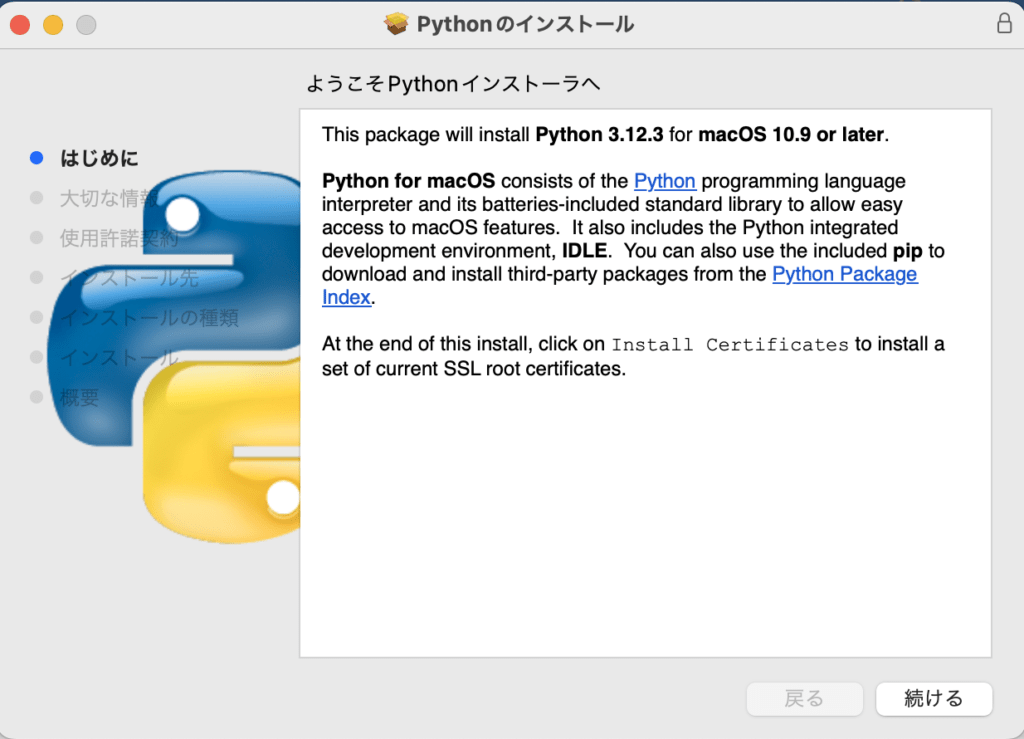 Pythonのインストール
ようこそPythonインストーラへ
はじめに
大切な情報
使用許諾契約
インストール先
インストールの種類
インストール
概要
This package will install Python 3.12.3 for macOS 10.9 or later.
Python for macOS consists of the Python programming language
interpreter and its batteries-included standard library to allow easy
access to macOS features.  It also includes the Python integrated
development environment, IDLE.  You can also use the included pip to
download and install third-party packages from the Python Package
Index.
At the end of this install, click on Install Certificates to install a
set of current SSL root certificates.
戻る
続ける